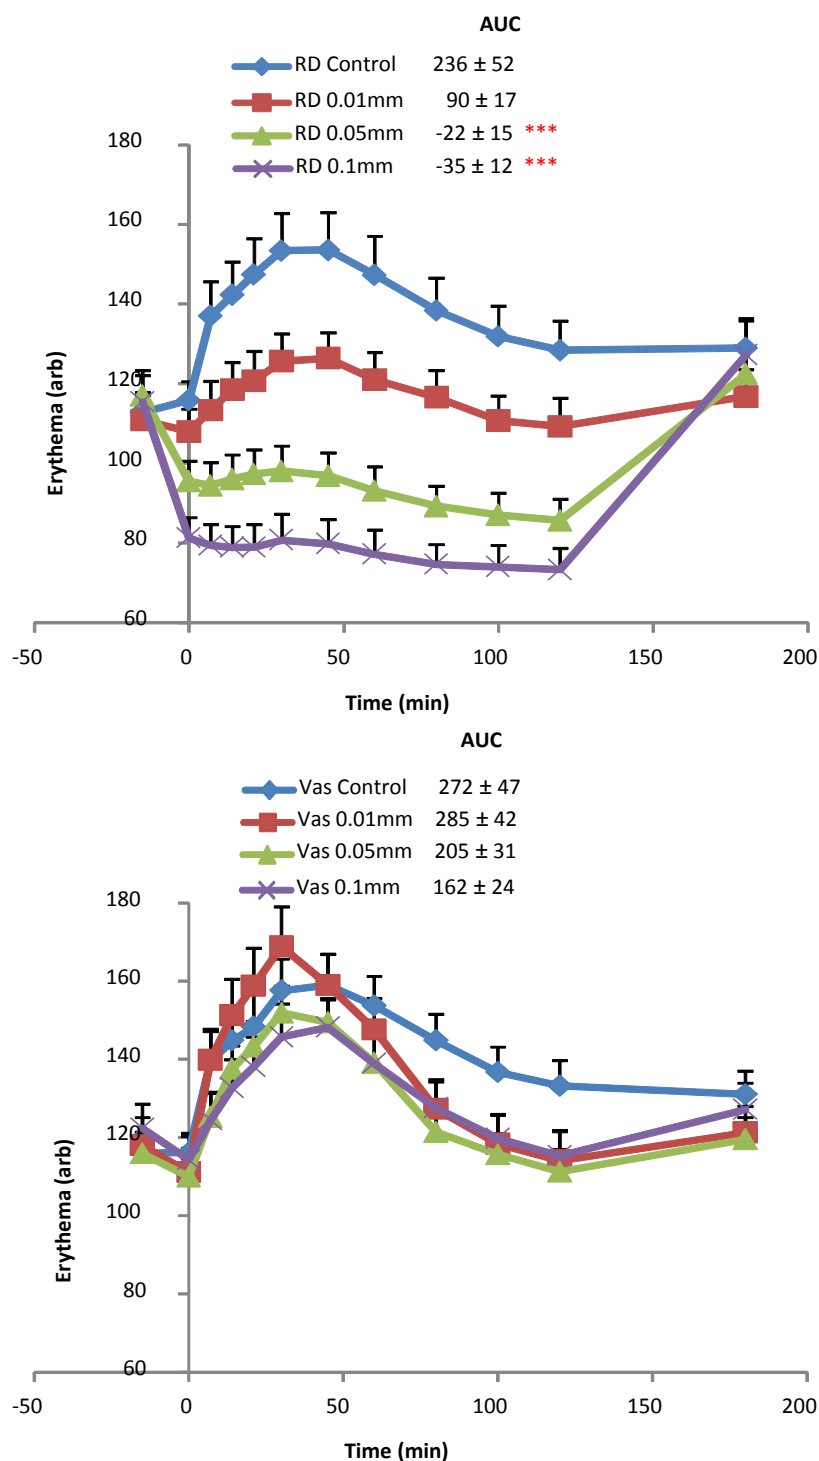 AUC
RD Control 236 ± 52
RD 0.01mm 90 ± 17
RD 0.05mm -22 ± 15 ***
RD 0.1mm -35 ± 12 ***
180
160
140
120
100
80
60
Erythema (arb)
-50 0 50 100 150 200
Time (min)
AUC
Vas Control 272 ± 47
Vas 0.01mm 285 ± 42
Vas 0.05mm 205 ± 31
Vas 0.1mm 162 ± 24
180
160
140
120
100
80
60
Erythema (arb)
-50 0 50 100 150 200
Time (min)